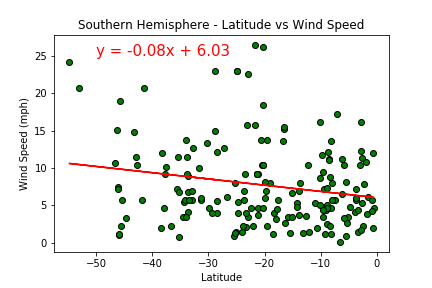 Southern Hemisphere - Latitude vs Wind Speed
y = -0.08x + 6.03
25
20
15
10
5
0
Wind Speed (mph)
−50 −40 −30 −20 −10 0
Latitude